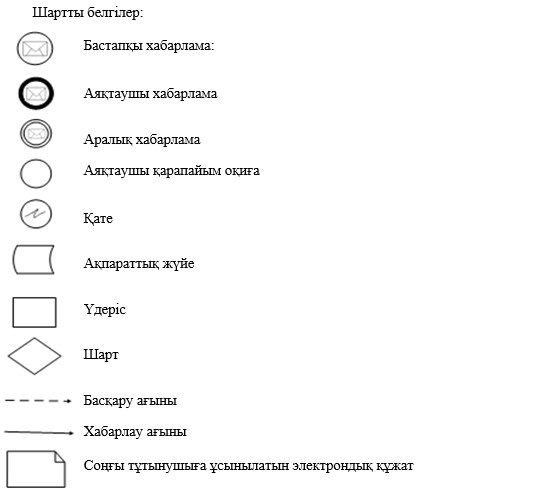 Шартты белгілер:
Бастапқы хабарлама:
Аяқтаушы хабарлама
Аралық хабарлама
Аяқтаушы қарапайым оқиға
Қате
Ақпараттық жүйе
Үдеріс
Шарт
Басқару ағыны
Хабарлау ағыны
Соңғы тұтынушыға ұсынылатын электрондық құжат